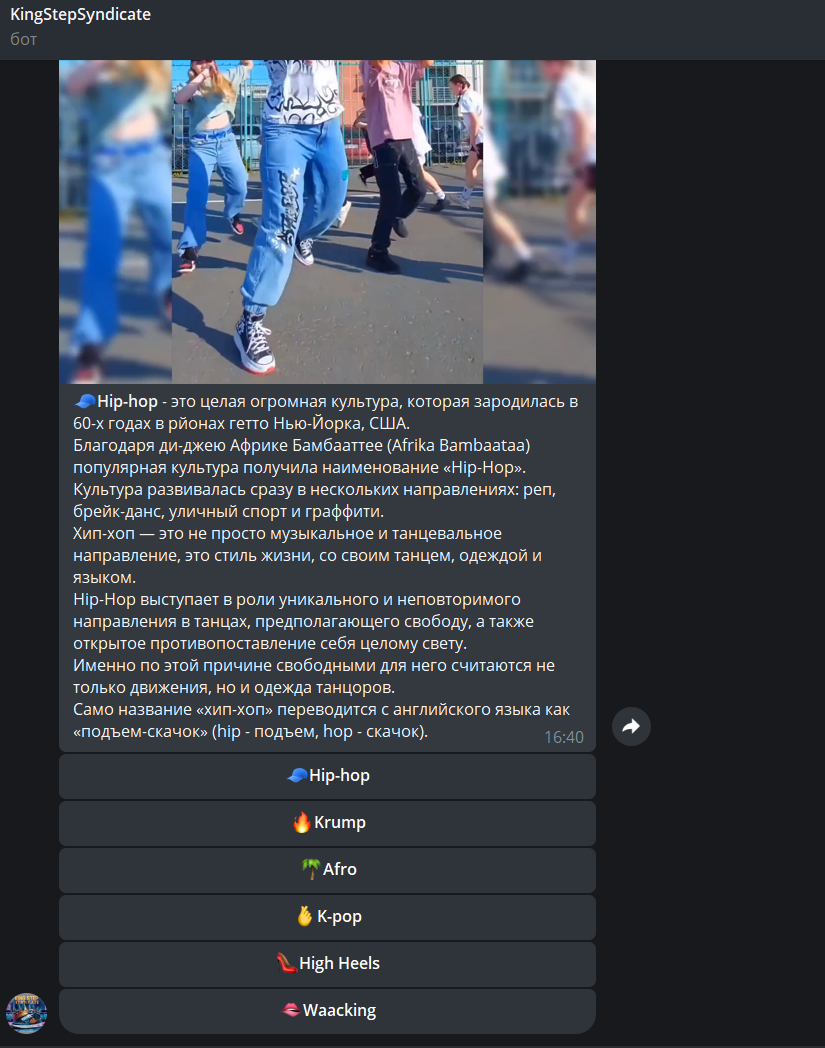 KingStepSyndicate
бот
🧢Hip-hop - это целая огромная культура, которая зародилась в
60-х годах в рйонах гетто Нью-Йорка, США.
Благодаря ди-джею Африке Бамбааттее (Afrika Bambaataa)
популярная культура получила наименование «Hip-Hop».
Культура развивалась сразу в нескольких направлениях: реп,
брейк-данс, уличный спорт и граффити.
Хип-хоп — это не просто музыкальное и танцевальное
направление, это стиль жизни, со своим танцем, одеждой и
языком.
Hip-Hop выступает в роли уникального и неповторимого
направления в танцах, предполагающего свободу, а также
открытое противопоставление себя целому свету.
Именно по этой причине свободными для него считаются не
только движения, но и одежда танцоров.
Само название «хип-хоп» переводится с английского языка как
«подъем-скачок» (hip - подъем, hop - скачок).
16:40
🧢Hip-hop
🔥Krump
🌴Afro
🫰K-pop
👠High Heels
👄Waacking